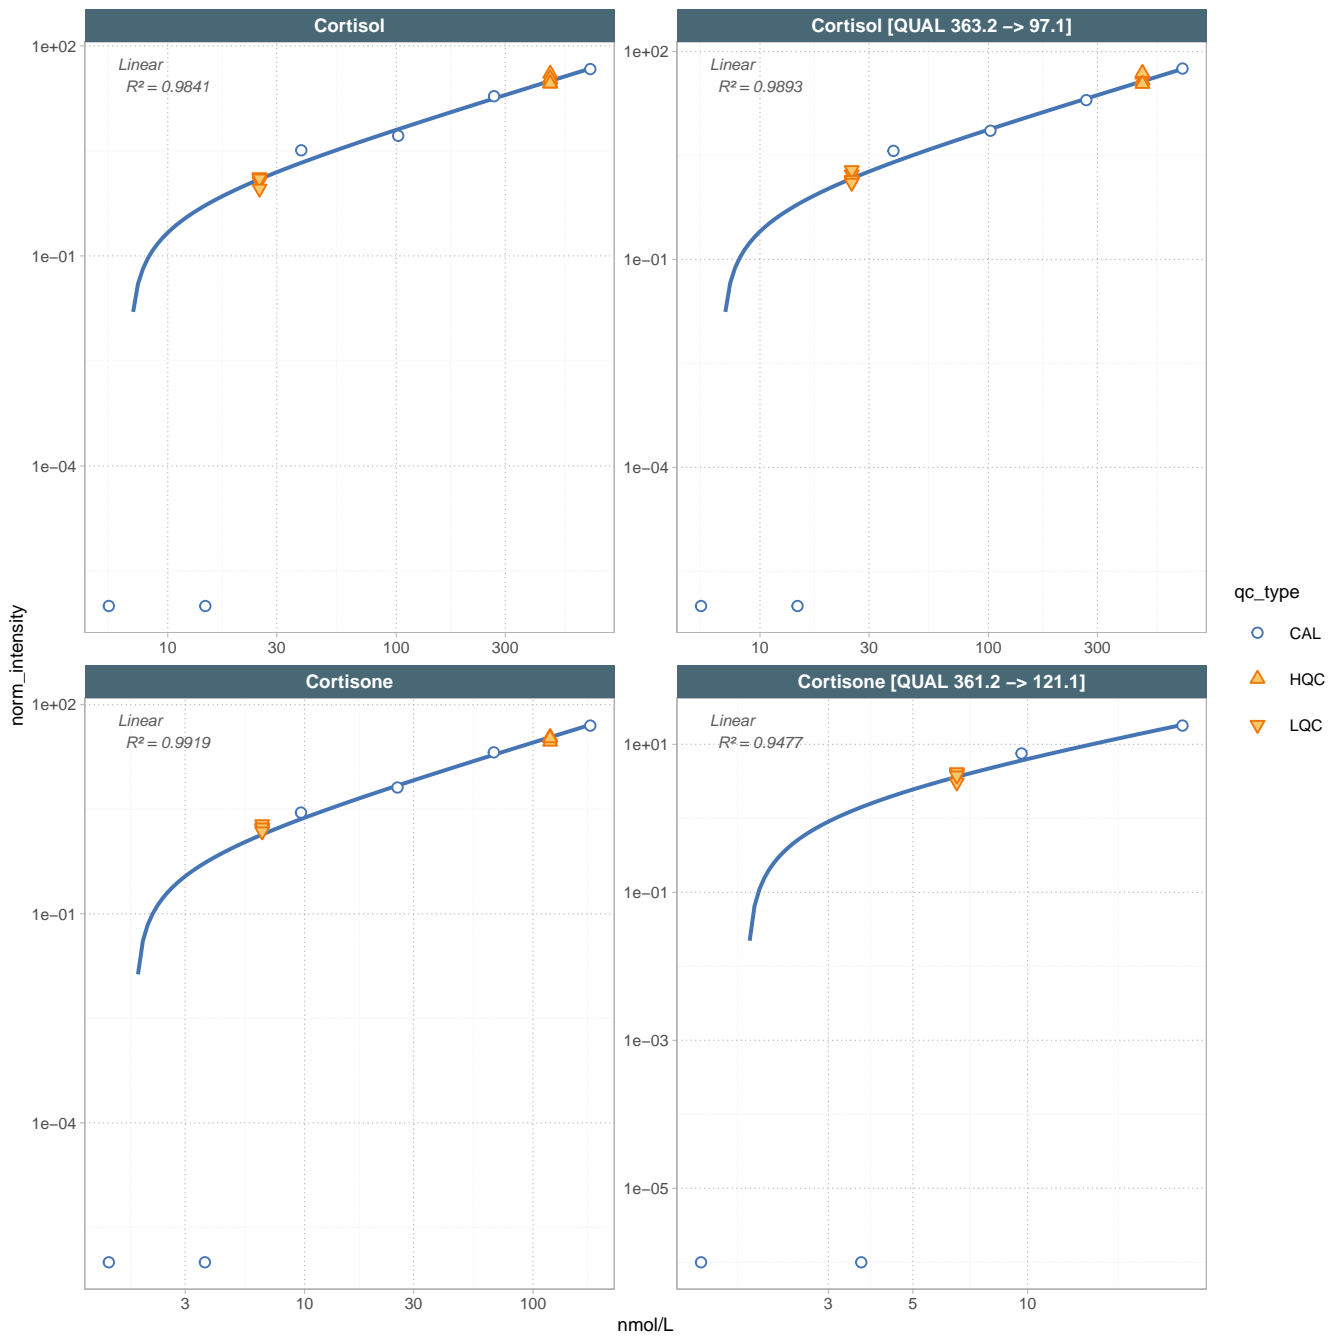 Cortisol
Cortisol [QUAL 363.2 −> 97.1]
Linear
R² = 0.9841
Linear
R² = 0.9893
1e+02
1e−01
1e−04
1e+02
1e−01
1e−04
10 30 100 300
10 30 100 300
Cortisone
Cortisone [QUAL 361.2 −> 121.1]
Linear
R² = 0.9919
Linear
R² = 0.9477
1e+02
1e−01
1e−04
1e+01
1e−01
1e−03
1e−05
3 10 30 100
3 5 10
nmol/L
norm_intensity
qc_type
CAL
HQC
LQC